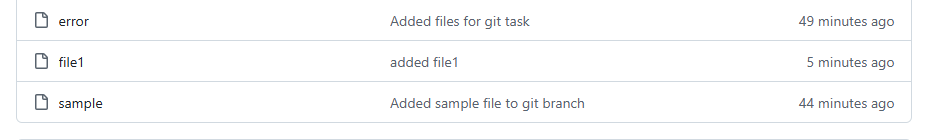 error Added files for git task 49 minutes ago
file1 added file1 5 minutes ago
sample Added sample file to git branch 44 minutes ago